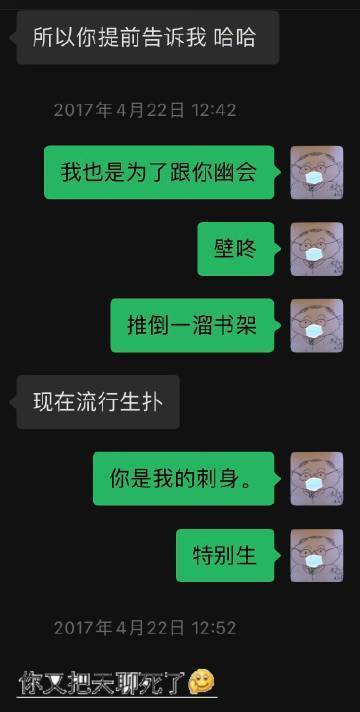 所以你提前告诉我 哈哈
2017年4月22日 12:42
我也是为了跟你幽会
壁咚
推倒一溜书架
现在流行生扑
你是我的刺身。
特别生
2017年4月22日 12:52
你又把天聊死了